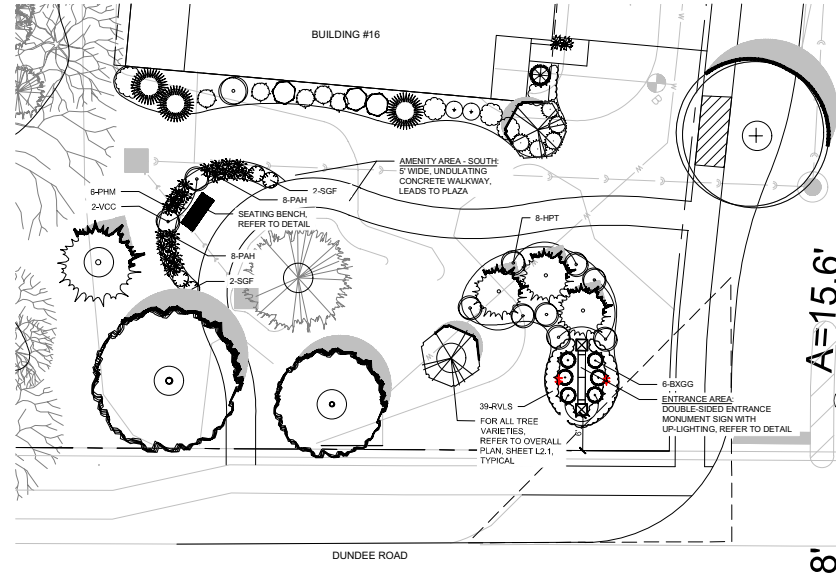 BUILDING #16
AMENITY AREA - SOUTH:
5' WIDE, UNDULATING
CONCRETE WALKWAY,
LEADS TO PLAZA
6-PHM
2-VCC
2-SGF
8-PAH
SEATING BENCH,
REFER TO DETAIL
8-HPT
8-PAH
2-SGF
A=15.6'
6-BXGG
ENTRANCE AREA:
DOUBLE-SIDED ENTRANCE
MONUMENT SIGN WITH
UP-LIGHTING, REFER TO DETAIL
39-RVLS
FOR ALL TREE
VARIETIES,
REFER TO OVERALL
PLAN, SHEET L2.1,
TYPICAL
DUNDEE ROAD
8'